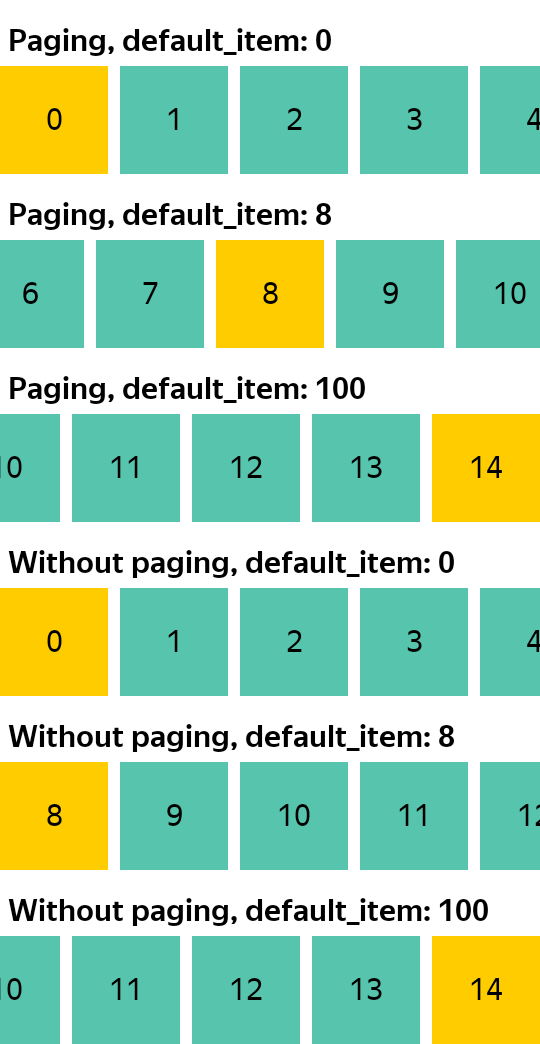 Paging, default_item: 0
0 1 2 3 4
Paging, default_item: 8
6 7 8 9 10
Paging, default_item: 100
10 11 12 13 14
Without paging, default_item: 0
0 1 2 3 4
Without paging, default_item: 8
8 9 10 11 12
Without paging, default_item: 100
10 11 12 13 14